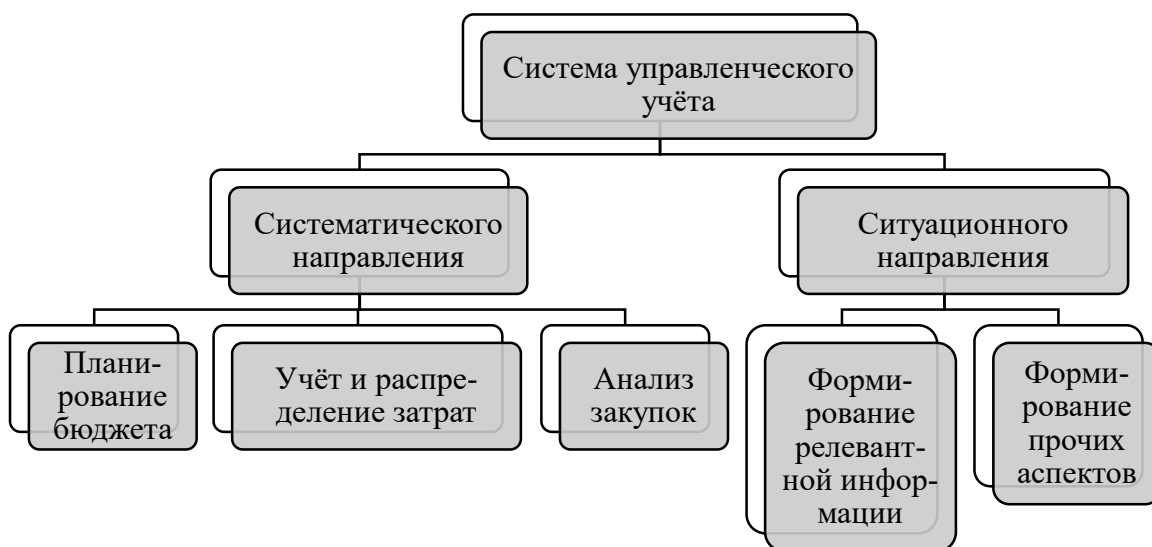 Система управленческого
учёта
Систематического
направления
Ситуационного
направления
Плани-
рование
бюджета
Учёт и распре-
деление затрат
Анализ
закупок
Форми-
рование
релевант-
ной инфор-
мации
Форми-
рование
прочих
аспектов